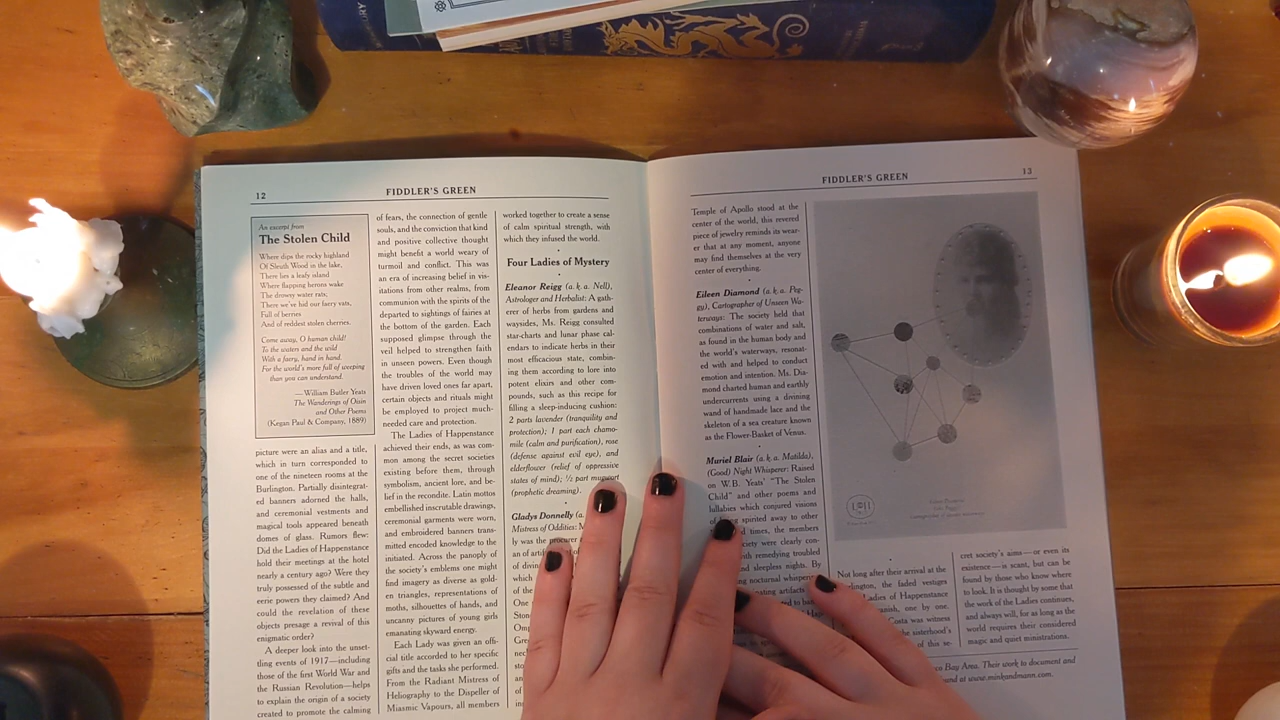 12
FIDDLER'S GREEN
An excerpt from
The Stolen Child
Where dips the rocky highland
Of Sleuth Wood in the lake,
There lies a leafy island
Where flapping herons wake
The drowsy water rats;
There we've hid our faery vats,
Full of berries
And of reddest stolen cherries.
Come away, O human child!
To the waters and the wild
With a faery, hand in hand,
For the world's more full of weeping
than you can understand.
— William Butler Yeats
The Wanderings of Oisin
and Other Poems
(Kegan Paul & Company, 1889)
picture were an alias and a title,
which in turn corresponded to
one of the nineteen rooms at the
Burlington. Partially disintegrat-
ed banners adorned the halls,
and ceremonial vestments and
magical tools appeared beneath
domes of glass. Rumors flew:
Did the Ladies of Happenstance
hold their meetings at the hotel
nearly a century ago? Were they
truly possessed of the subtle and
eerie powers they claimed? And
could the revelation of these
objects presage a revival of this
enigmatic order?
A deeper look into the unset-
tling events of 1917—including
those of the first World War and
the Russian Revolution—helps
to explain the origin of a society
created to promote the calming
of fears, the connection of gentle
souls, and the conviction that kind
and positive collective thought
might benefit a world weary of
turmoil and conflict. This was
an era of increasing belief in vis-
itations from other realms, from
communion with the spirits of the
departed to sightings of fairies at
the bottom of the garden. Each
supposed glimpse through the
veil helped to strengthen faith
in unseen powers. Even though
the troubles of the world may
have driven loved ones far apart,
certain objects and rituals might
be employed to project much-
needed care and protection.
The Ladies of Happenstance
achieved their ends, as was com-
mon among the secret societies
existing before them, through
symbolism, ancient lore, and be-
lief in the recondite. Latin mottos
embellished inscrutable drawings,
ceremonial garments were worn,
and embroidered banners trans-
mitted encoded knowledge to the
initiated. Across the panoply of
the society's emblems one might
find imagery as diverse as gold-
en triangles, representations of
moths, silhouettes of hands, and
uncanny pictures of young girls
emanating skyward energy.
Each Lady was given an offi-
cial title accorded to her specific
gifts and the tasks she performed.
From the Radiant Mistress of
Heliography to the Dispeller of
Miasmic Vapours, all members
worked together to create a sense
of calm spiritual strength, with
which they infused the world.
Four Ladies of Mystery
Eleanor Reigg (a. k. a. Nell),
Astrologer and Herbalist: A gath-
erer of herbs from gardens and
waysides, Ms. Reigg consulted
star-charts and lunar phase cal-
endars to indicate herbs in their
most efficacious state, combin-
ing them according to lore into
potent elixirs and other com-
pounds, such as this recipe for
filling a sleep-inducing cushion:
2 parts lavender (tranquility and
protection); 1 part each chamo-
mile (calm and purification), rose
(defense against evil eye), and
elderflower (relief of oppressive
states of mind); ½ part mugwort
(prophetic dreaming).
Gladys Donnelly (a.
Mistress of Oddities: M
ly was the procurer
an of artif
of divin
which
of the
One
Ston
Omp
Gre
neck
sto
13
FIDDLER'S GREEN
Temple of Apollo stood at the
center of the world, this revered
piece of jewelry reminds its wear-
er that at any moment, anyone
may find themselves at the very
center of everything.
Eileen Diamond (a. k. a. Peg-
gy), Cartographer of Unseen Wa-
terways: The society held that
combinations of water and salt,
as found in the human body and
the world's waterways, resonat-
ed with and helped to conduct
emotion and intention. Ms. Dia-
mond charted human and earthly
undercurrents using a divining
wand of handmade lace and the
skeleton of a sea creature known
as the Flower-Basket of Venus.
Muriel Blair (a. k. a. Matilda),
(Good) Night Whisperer: Raised
on W. B. Yeats' "The Stolen
Child" and other poems and
lullabies which conjured visions
of being spirited away to other
times, the members
ciety were clearly con-
with remedying troubled
nd sleepless nights. By
nocturnal whispers
ating artifacts
Not long after their arrival at the
lington, the faded vestiges
adies of Happenstance
anish, one by one.
Costa was witness
he sisterhood's
of this se-
cret society's aims—or even its
existence—is scant, but can be
found by those who know where
to look. It is thought by some that
the work of the Ladies continues,
and always will, for as long as the
world requires their considered
magic and quiet ministrations.
co Bay Area. Their work to document and
und at www.minkandmann.com.